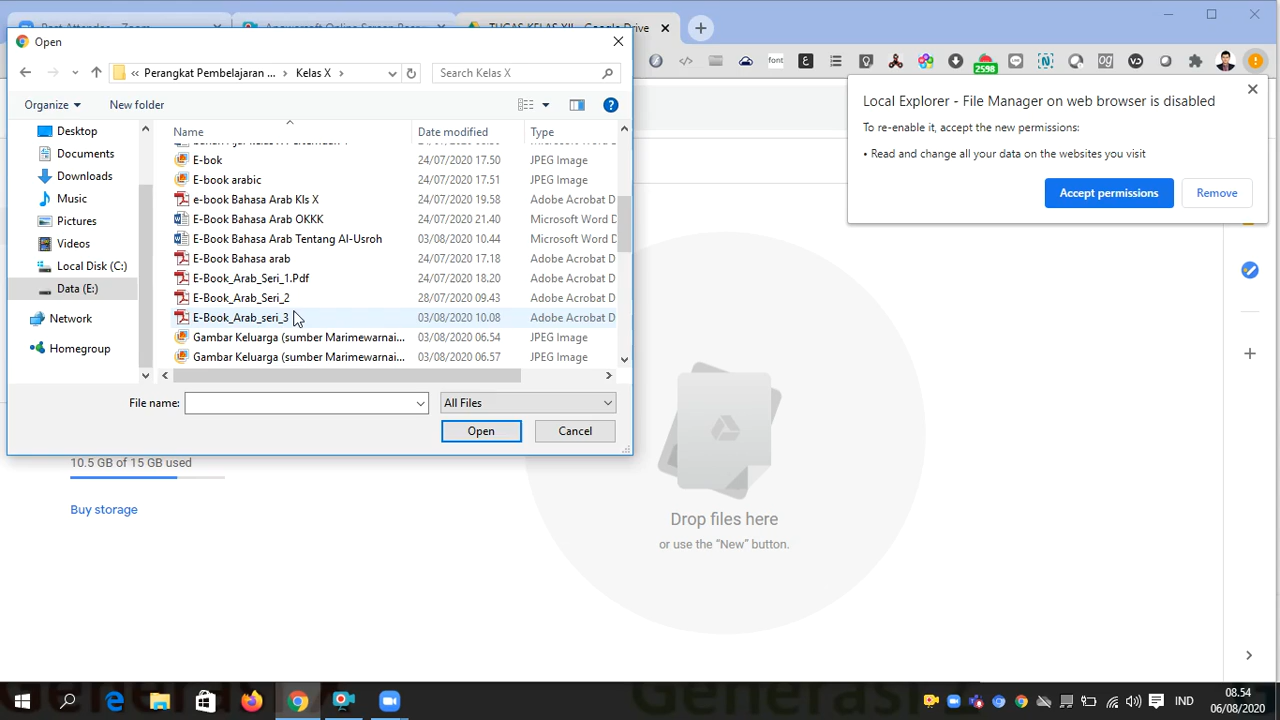 TUGAS KELAS XII - Google Drive
Open
Perangkat Pembelajaran ...
Kelas X
Search Kelas X
Organize
New folder
Name
Date modified
Type
Desktop
Documents
Downloads
Music
Pictures
Videos
Local Disk (C:)
Data (E:)
Network
Homegroup
E-bok 24/07/2020 17.50 JPEG Image
E-book arabic 24/07/2020 17.51 JPEG Image
e-book Bahasa Arab Kls X 24/07/2020 19.58 Adobe Acrobat D
E-Book Bahasa Arab OKKK 24/07/2020 21.40 Microsoft Word D
E-Book Bahasa Arab Tentang Al-Usroh 03/08/2020 10.44 Microsoft Word D
E-Book Bahasa arab 24/07/2020 17.18 Adobe Acrobat D
E-Book_Arab_Seri_1.Pdf 24/07/2020 18.20 Adobe Acrobat D
E-Book_Arab_Seri_2 28/07/2020 09.43 Adobe Acrobat D
E-Book_Arab_seri_3 03/08/2020 10.08 Adobe Acrobat D
Gambar Keluarga (sumber Marimewarnai... 03/08/2020 06.54 JPEG Image
Gambar Keluarga (sumber Marimewarnai... 03/08/2020 06.57 JPEG Image
File name:
All Files
Open
Cancel
font
2598
Local Explorer - File Manager on web browser is disabled
To re-enable it, accept the new permissions:
• Read and change all your data on the websites you visit
Accept permissions
Remove
10.5 GB of 15 GB used
Buy storage
Drop files here
or use the “New” button.
IND
08.54
06/08/2020